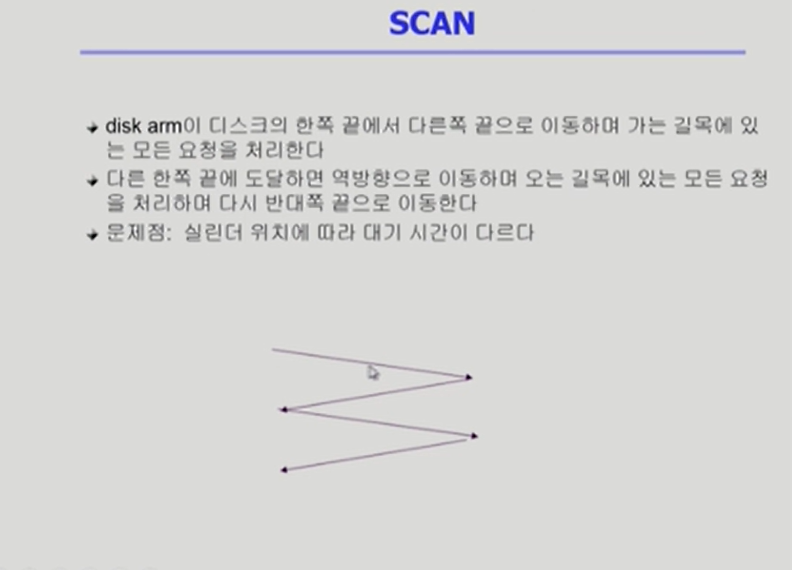 SCAN
disk arm이 디스크의 한쪽 끝에서 다른쪽 끝으로 이동하며 가는 길목에 있
는 모든 요청을 처리한다
다른 한쪽 끝에 도달하면 역방향으로 이동하며 오는 길목에 있는 모든 요청
을 처리하며 다시 반대쪽 끝으로 이동한다
문제점: 실린더 위치에 따라 대기 시간이 다르다